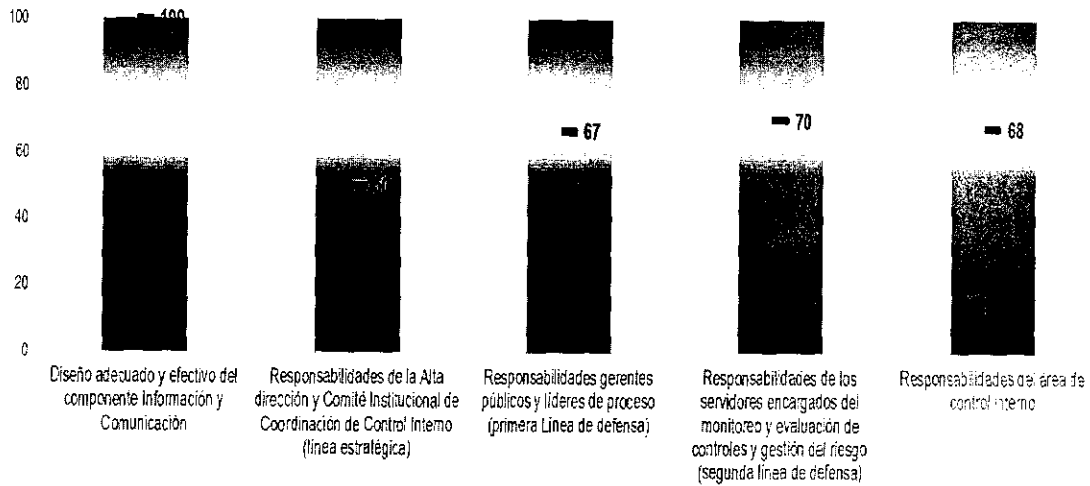 100
100
80
60
40
20
0
67
70
68
Diseño adecuado y efectivo del
componente Información y
Comunicación
Responsabilidades de la Alta
dirección y Comité Institucional de
Coordinación de Control Interno
(línea estratégica)
Responsabilidades gerentes
públicos y líderes de proceso
(primera Línea de defensa)
Responsabilidades de los
servidores encargados del
monitoreo y evaluación de
controles y gestión del riesgo
(segunda línea de defensa)
Responsabilidades del área de
control interno